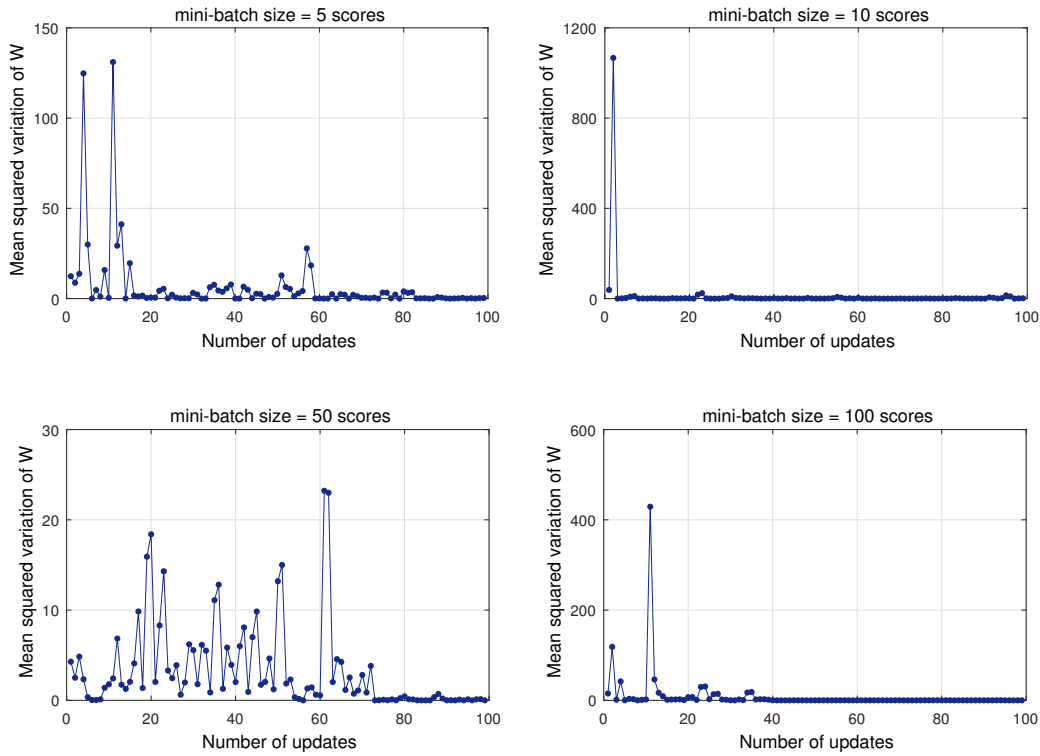 mini-batch size = 5 scores
Mean squared variation of W
150
100
50
0
0 20 40 60 80 100
Number of updates
mini-batch size = 10 scores
Mean squared variation of W
1200
800
400
0
0 20 40 60 80 100
Number of updates
mini-batch size = 50 scores
Mean squared variation of W
30
20
10
0
0 20 40 60 80 100
Number of updates
mini-batch size = 100 scores
Mean squared variation of W
600
400
200
0
0 20 40 60 80 100
Number of updates